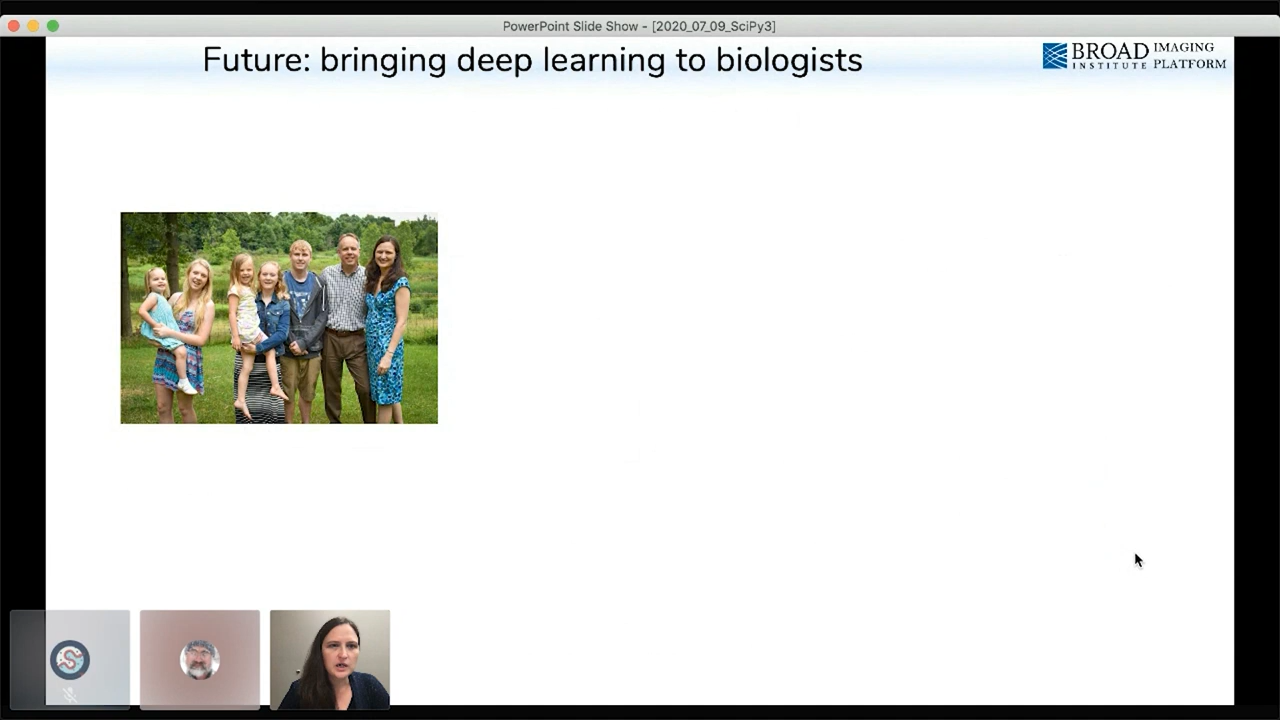 PowerPoint Slide Show - [2020_07_09_SciPy3]
Future: bringing deep learning to biologists
BROAD INSTITUTE
IMAGING PLATFORM